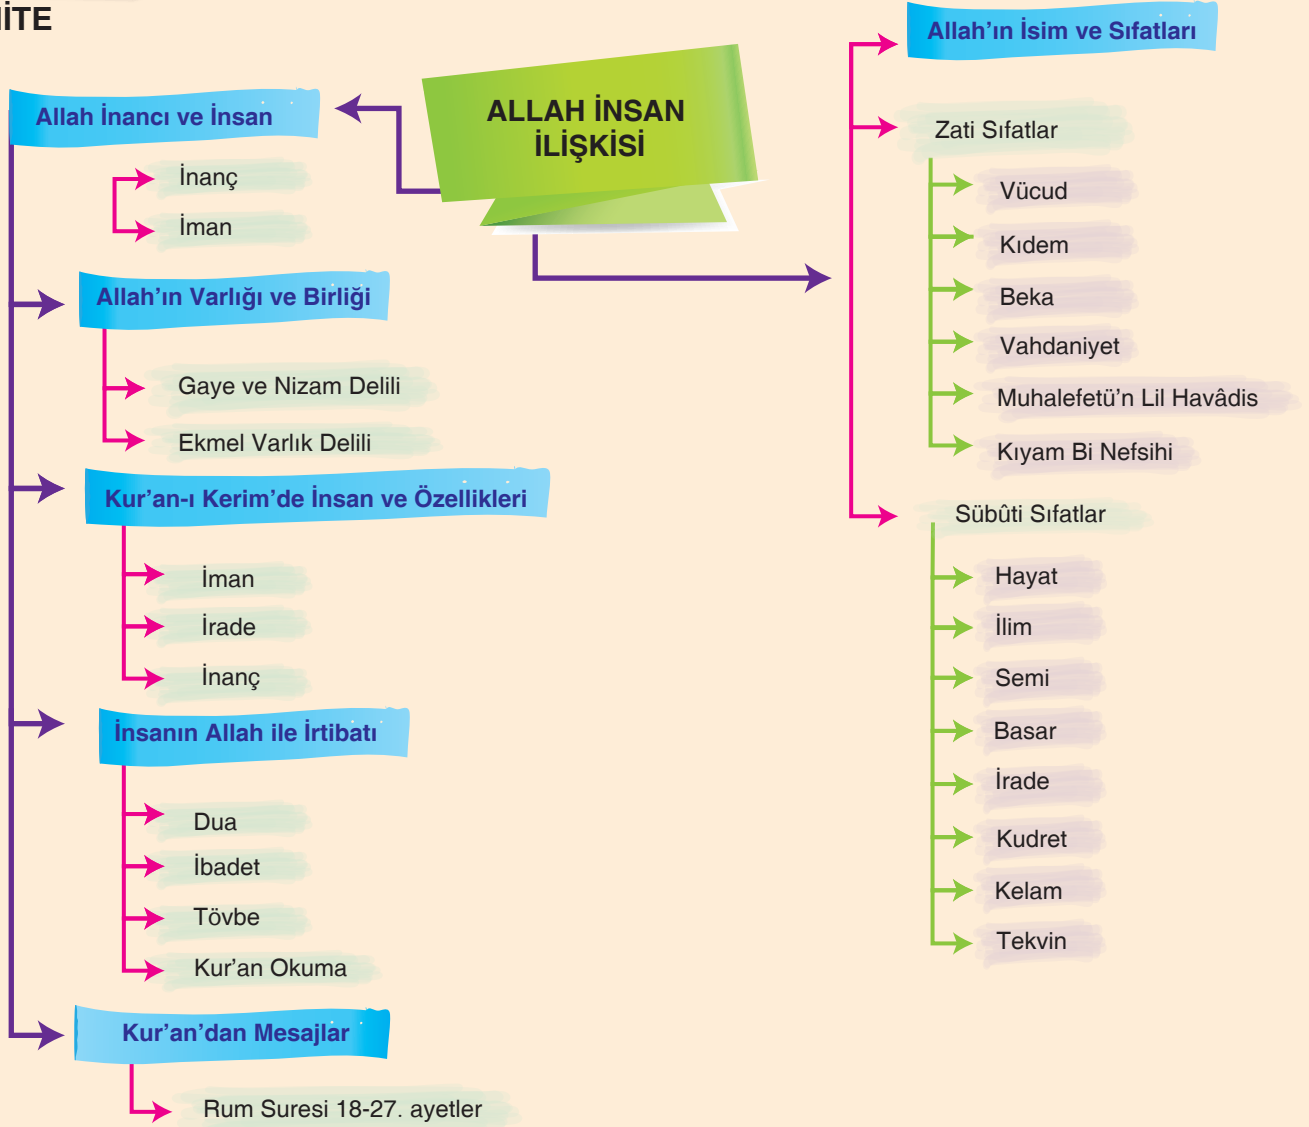 ALLAH İNSAN
İLİŞKİSİ
Allah İnancı ve İnsan
İnanç
İman
Allah’ın Varlığı ve Birliği
Gaye ve Nizam Delili
Ekmel Varlık Delili
Kur’an-ı Kerim’de İnsan ve Özellikleri
İman
İrade
İnanç
İnsanın Allah ile İrtibatı
Dua
İbadet
Tövbe
Kur’an Okuma
Kur’an’dan Mesajlar
Rum Suresi 18-27. ayetler
Allah’ın İsim ve Sıfatları
Zati Sıfatlar
Vücud
Kıdem
Beka
Vahdaniyet
Muhalefetü’n Lil Havâdis
Kıyam Bi Nefsihi
Sübûti Sıfatlar
Hayat
İlim
Semi
Basar
İrade
Kudret
Kelam
Tekvin